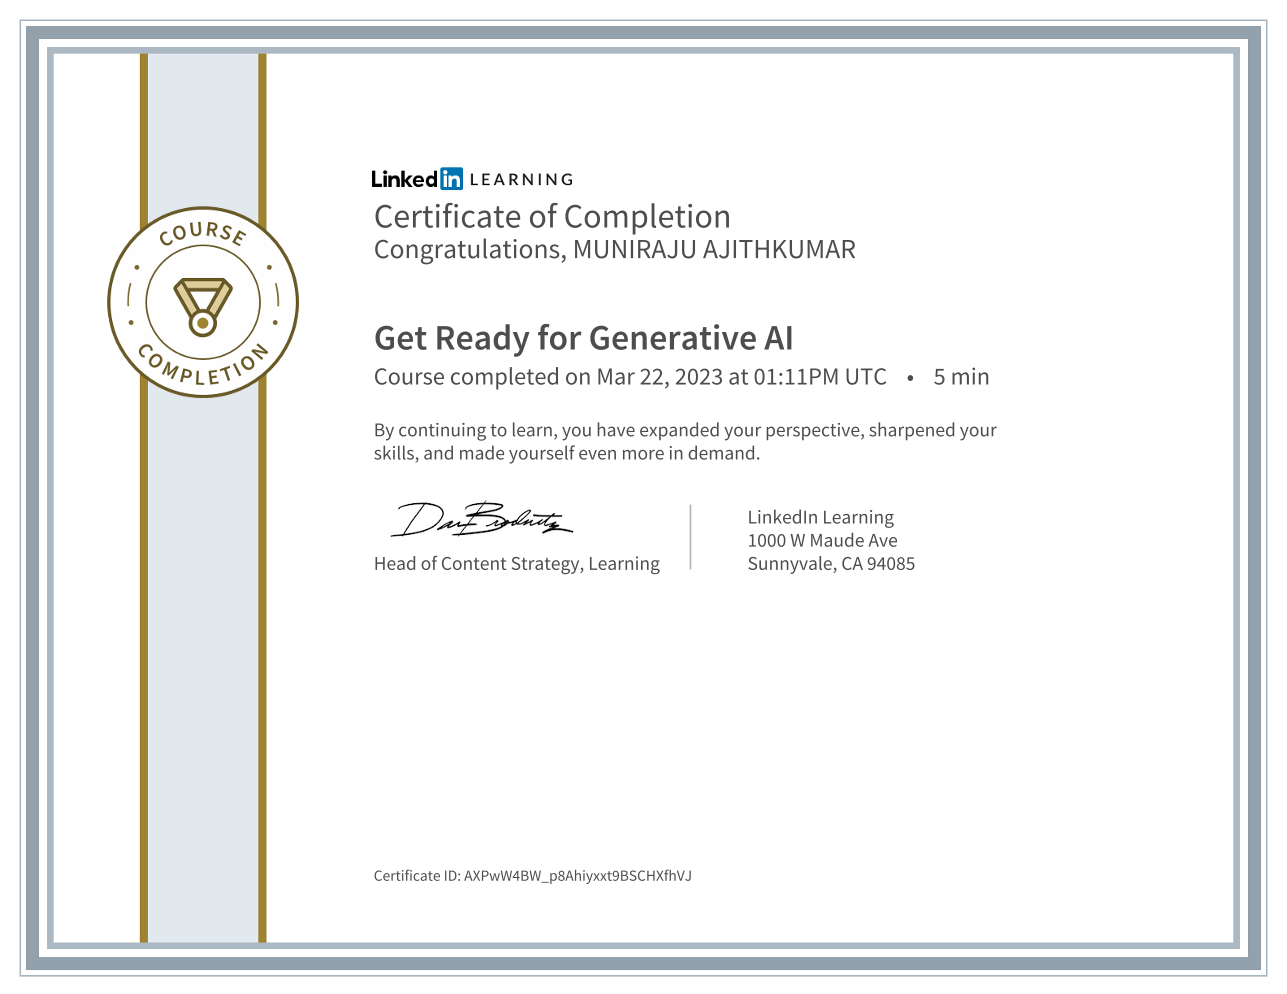 COURSE
COMPLETION
Linked in LEARNING
Certificate of Completion
Congratulations, MUNIRAJU AJITHKUMAR
Get Ready for Generative AI
Course completed on Mar 22, 2023 at 01:11PM UTC • 5 min
By continuing to learn, you have expanded your perspective, sharpened your
skills, and made yourself even more in demand.
Head of Content Strategy, Learning
LinkedIn Learning
1000 W Maude Ave
Sunnyvale, CA 94085
Certificate ID: AXPwW4BW_p8Ahiyxxt9BSCHXfhVJ